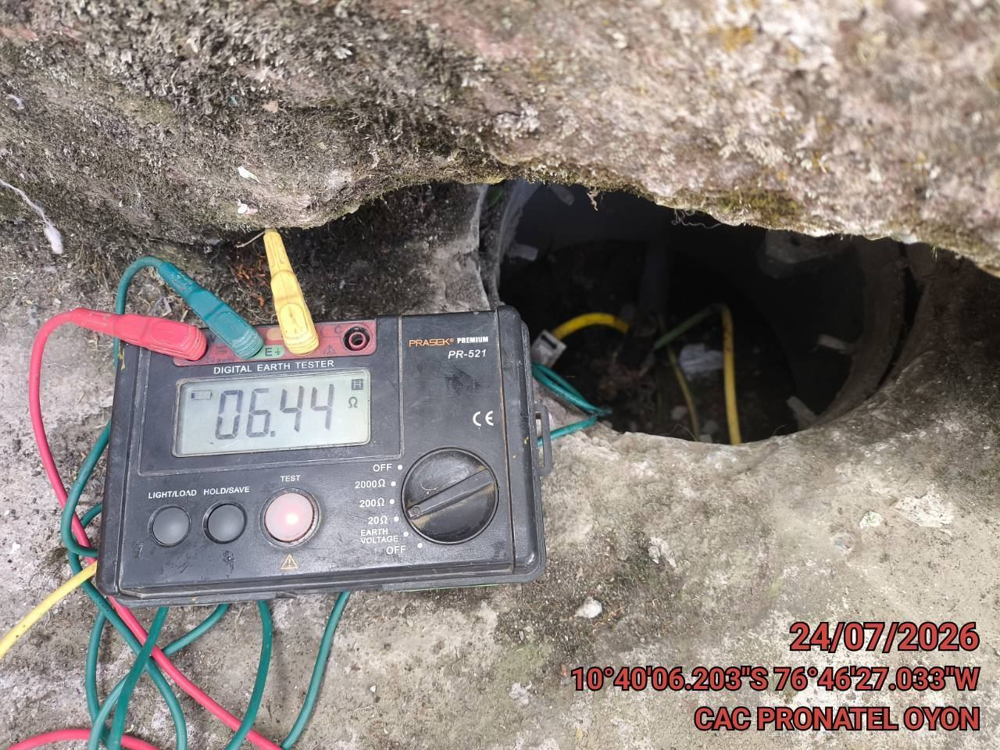 PRASEK® PREMIUM
PR-521
E
C
DIGITAL EARTH TESTER
H
06.44 Ω
CE
LIGHT/LOAD HOLD/SAVE TEST
OFF
2000Ω
200Ω
20Ω
EARTH
VOLTAGE
OFF
24/07/2026
10°40'06.203"S 76°46'27.033"W
CAC PRONATEL OYON